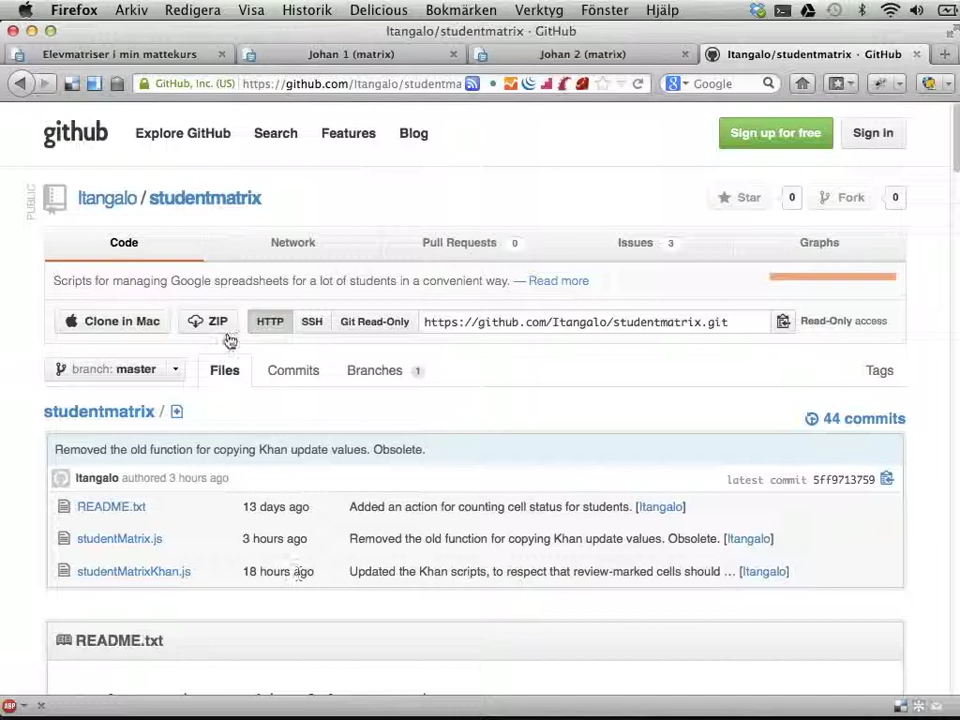 Firefox Arkiv Redigera Visa Historik Delicious Bokmärken Verktyg Fönster Hjälp
Itangalo/studentmatrix · GitHub
Elevmatriser i min mattekurs × Johan 1 (matrix) × Johan 2 (matrix) × Itangalo/studentmatrix · GitHub × +
GitHub, Inc. (US) https://github.com/Itangalo/studentma Google
github Explore GitHub Search Features Blog Sign up for free Sign in
PUBLIC
Itangalo / studentmatrix Star 0 Fork 0
Code Network Pull Requests 0 Issues 3 Graphs
Scripts for managing Google spreadsheets for a lot of students in a convenient way. — Read more
Clone in Mac ZIP HTTP SSH Git Read-Only https://github.com/Itangalo/studentmatrix.git Read-Only access
branch: master Files Commits Branches 1 Tags
studentmatrix / 44 commits
Removed the old function for copying Khan update values. Obsolete.
Itangalo authored 3 hours ago latest commit 5ff9713759
README.txt 13 days ago Added an action for counting cell status for students. [Itangalo]
studentMatrix.js 3 hours ago Removed the old function for copying Khan update values. Obsolete. [Itangalo]
studentMatrixKhan.js 18 hours ago Updated the Khan scripts, to respect that review-marked cells should … [Itangalo]
README.txt
ABP ×